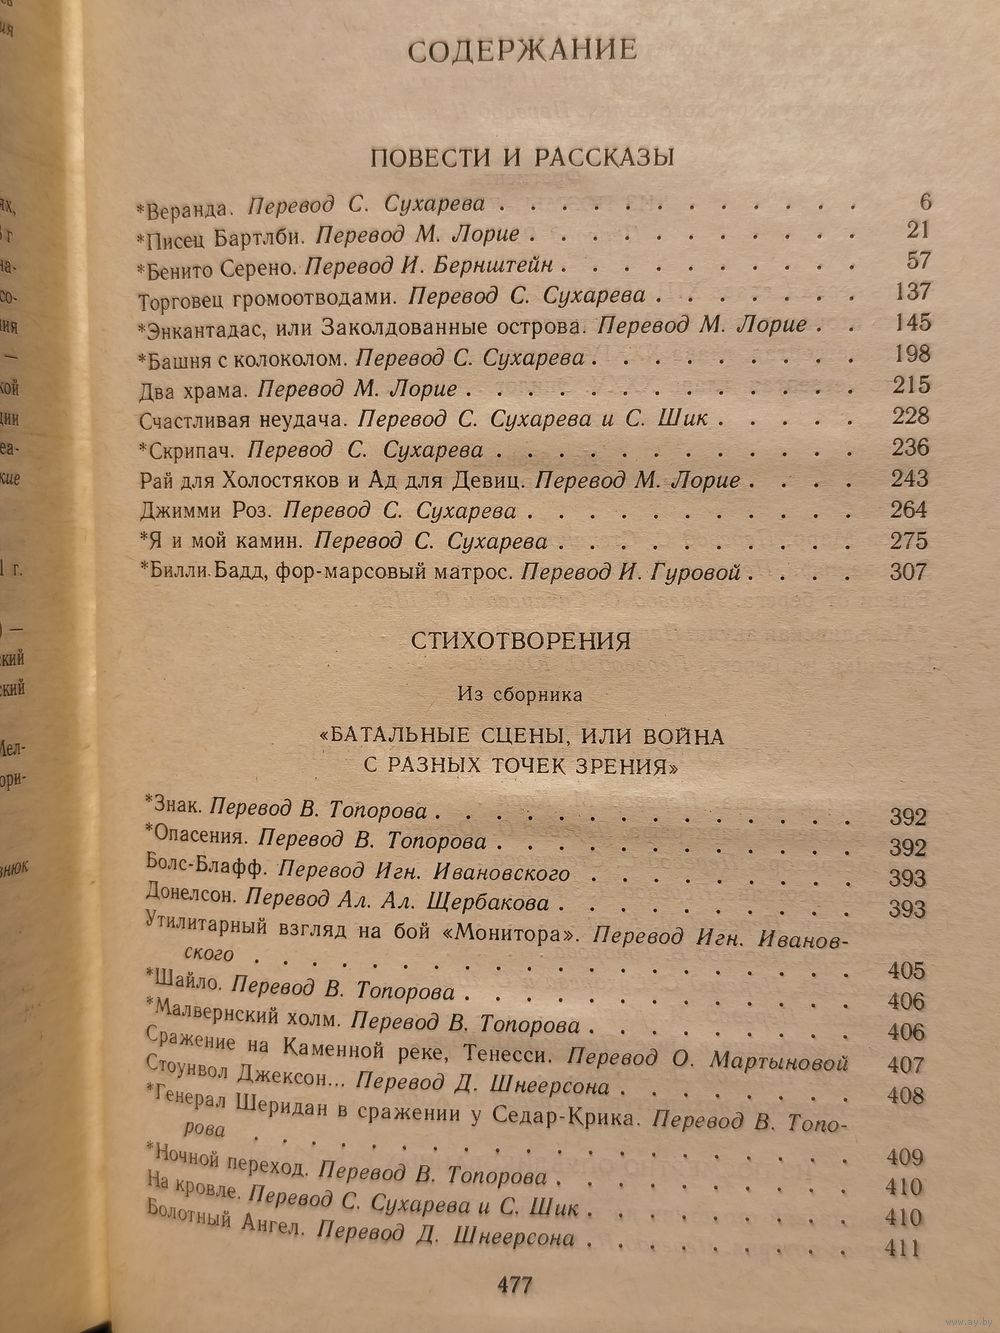 СОДЕРЖАНИЕ
ПОВЕСТИ И РАССКАЗЫ
*Веранда. Перевод С. Сухарева . . . . . . . . . . . . 6
*Писец Бартлби. Перевод М. Лорие . . . . . . . . . . . 21
*Бенито Серено. Перевод И. Бернштейн . . . . . . . . . . 57
Торговец громоотводами. Перевод С. Сухарева . . . . . . . 137
*Энкантадас, или Заколдованные острова. Перевод М. Лорие . . 145
*Башня с колоколом. Перевод С. Сухарева . . . . . . . . . 198
Два храма. Перевод М. Лорие . . . . . . . . . . . . . 215
Счастливая неудача. Перевод С. Сухарева и С. Шик . . . . . 228
*Скрипач. Перевод С. Сухарева . . . . . . . . . . . . 236
Рай для Холостяков и Ад для Девиц. Перевод М. Лорие . . . . 243
Джимми Роз. Перевод С. Сухарева . . . . . . . . . . . 264
*Я и мой камин. Перевод С. Сухарева . . . . . . . . . . 275
*Билли Бадд, фор-марсовый матрос. Перевод И. Гуровой . . . . 307
СТИХОТВОРЕНИЯ
Из сборника
«БАТАЛЬНЫЕ СЦЕНЫ, ИЛИ ВОЙНА
С РАЗНЫХ ТОЧЕК ЗРЕНИЯ»
*Знак. Перевод В. Топорова . . . . . . . . . . . . . . 392
*Опасения. Перевод В. Топорова . . . . . . . . . . . . 392
Болс-Блафф. Перевод Игн. Ивановского . . . . . . . . . 393
Донелсон. Перевод Ал. Ал. Щербакова . . . . . . . . . . 393
Утилитарный взгляд на бой «Монитора». Перевод Игн. Иванов-
ского . . . . . . . . . . . . . . . . . . . . . 405
*Шайло. Перевод В. Топорова . . . . . . . . . . . . . 406
*Малвернский холм. Перевод В. Топорова . . . . . . . . . 406
Сражение на Каменной реке, Тенесси. Перевод О. Мартыновой 407
Стоунвол Джексон... Перевод Д. Шнеерсона . . . . . . . . 408
*Генерал Шеридан в сражении у Седар-Крика. Перевод В. Топо-
рова . . . . . . . . . . . . . . . . . . . . . 409
*Ночной переход. Перевод В. Топорова . . . . . . . . . . 410
На кровле. Перевод С. Сухарева и С. Шик . . . . . . . . . 410
Болотный Ангел. Перевод Д. Шнеерсона . . . . . . . . . 411
477
www.ay.by